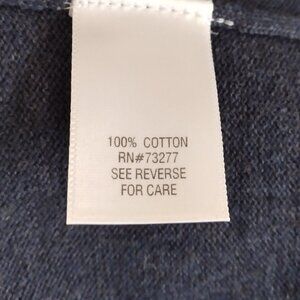 100% COTTON
RN#73277
SEE REVERSE
FOR CARE